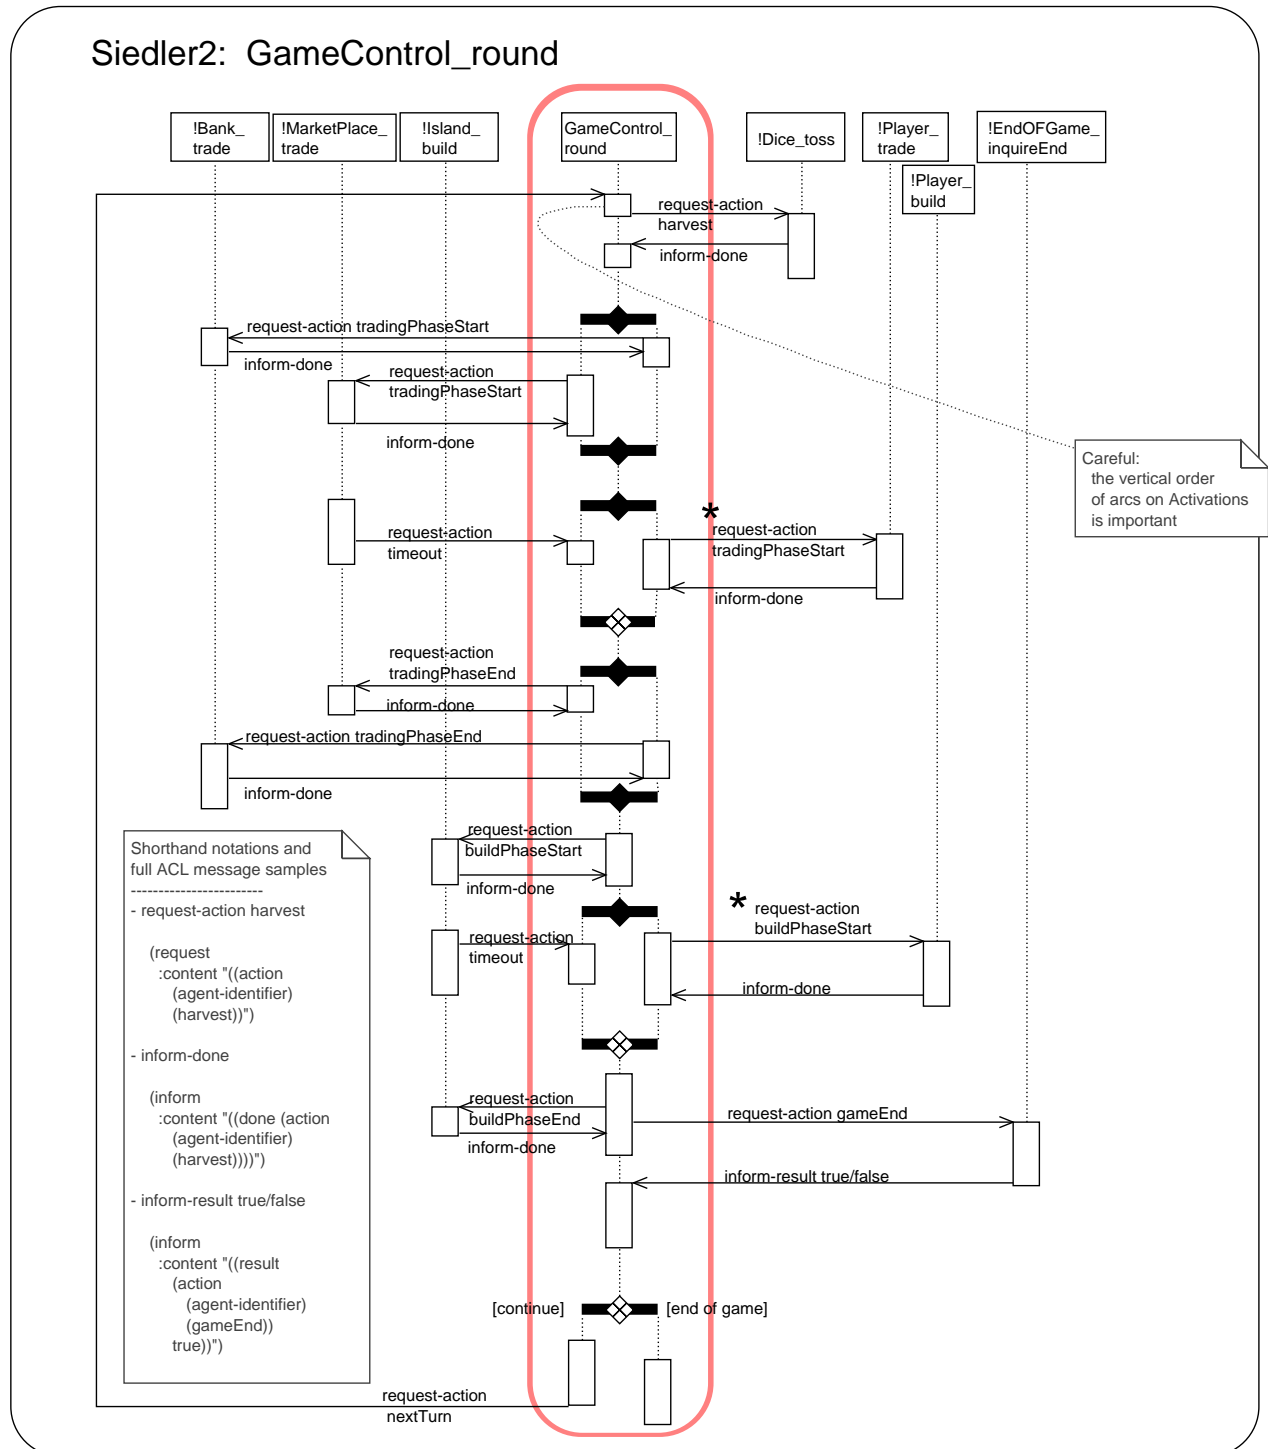 Siedler2:  GameControl_round
!Bank_
trade
!MarketPlace_
trade
!Island_
build
GameControl_
round
!Dice_toss
!Player_
trade
!EndOFGame_
inquireEnd
!Player_
build
request-action
harvest
inform-done
request-action tradingPhaseStart
inform-done
request-action
tradingPhaseStart
inform-done
Careful:
the vertical order
of arcs on Activations
is important
*
request-action
timeout
request-action
tradingPhaseStart
inform-done
request-action
tradingPhaseEnd
inform-done
request-action tradingPhaseEnd
inform-done
request-action
buildPhaseStart
inform-done
*
request-action
buildPhaseStart
request-action
timeout
inform-done
request-action
buildPhaseEnd
inform-done
request-action gameEnd
inform-result true/false
[continue]
[end of game]
request-action
nextTurn
Shorthand notations and
full ACL message samples
------------------------
- request-action harvest
(request
:content "((action
(agent-identifier)
(harvest))")
- inform-done
(inform
:content "((done (action
(agent-identifier)
(harvest))))")
- inform-result true/false
(inform
:content "((result
(action
(agent-identifier)
(gameEnd))
true))")